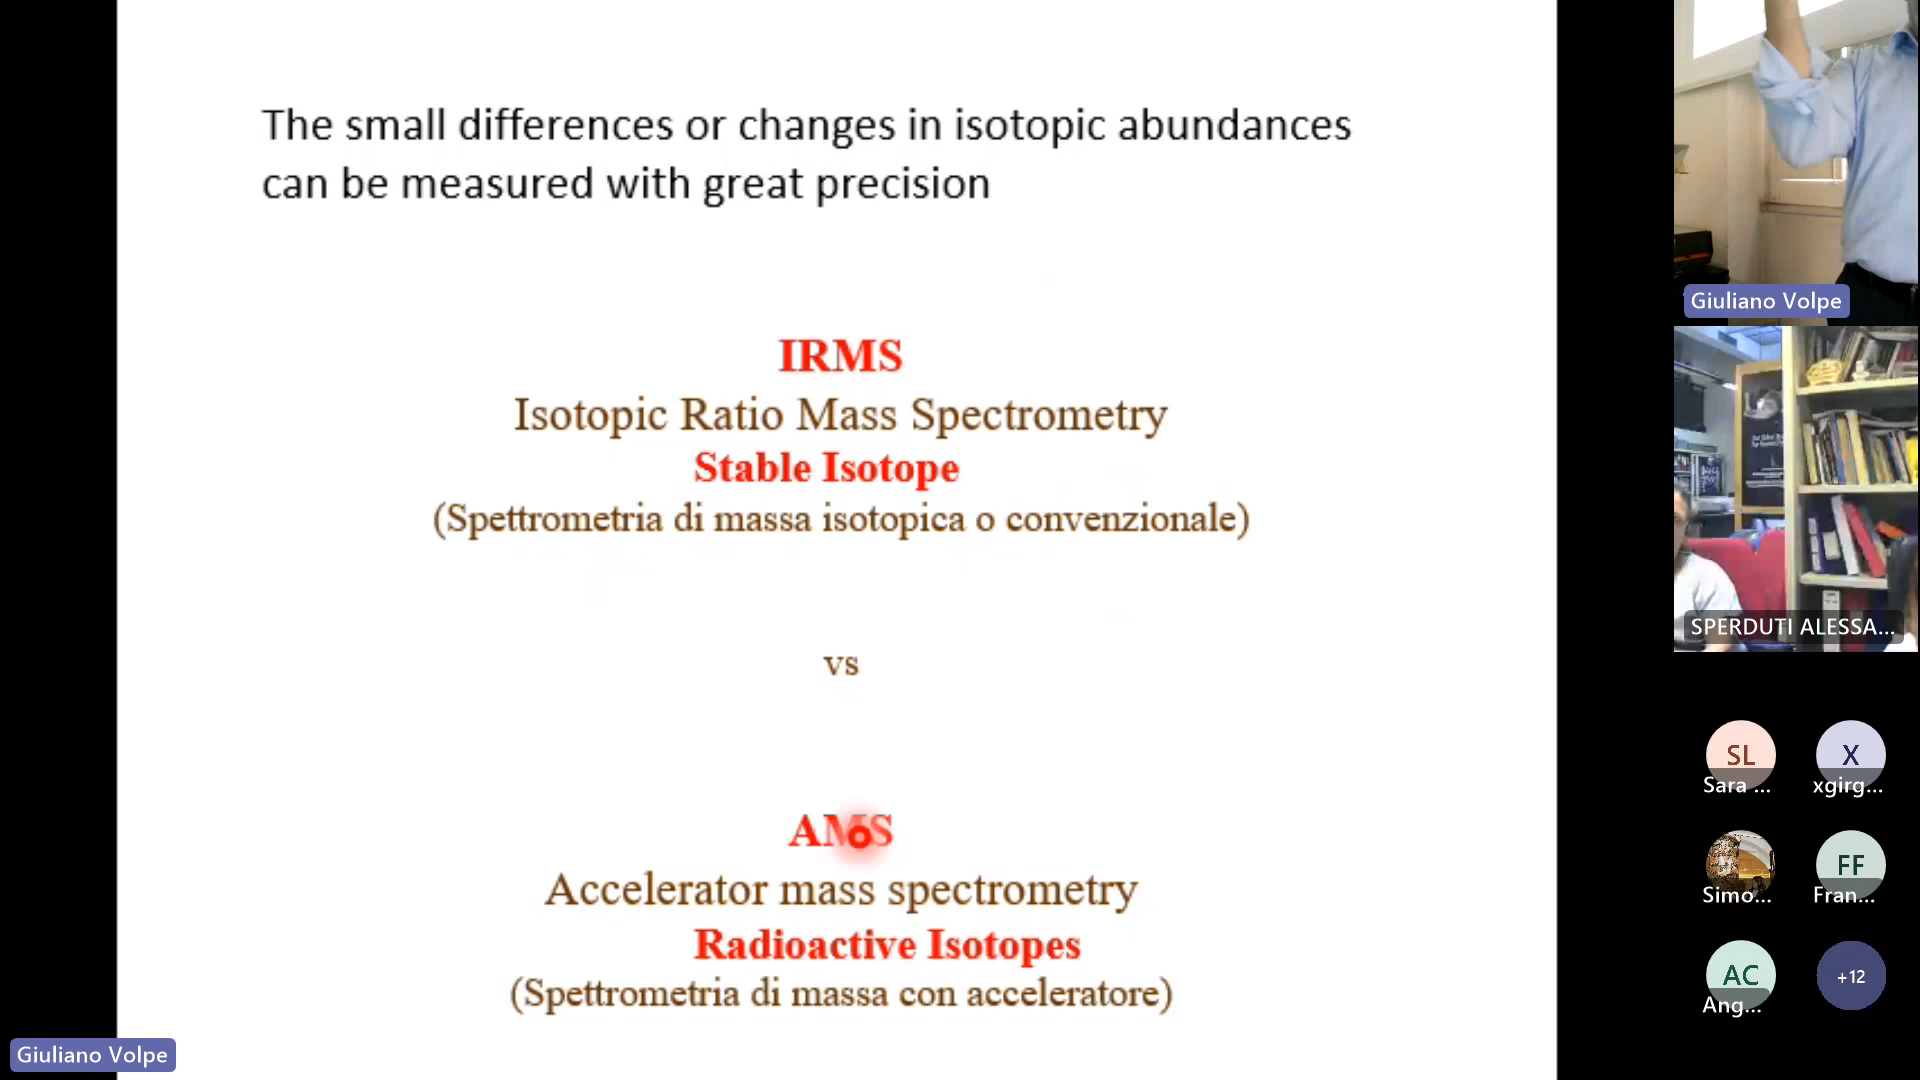 The small differences or changes in isotopic abundances
can be measured with great precision
IRMS
Isotopic Ratio Mass Spectrometry
Stable Isotope
(Spettrometria di massa isotopica o convenzionale)
vs
AMS
Accelerator mass spectrometry
Radioactive Isotopes
(Spettrometria di massa con acceleratore)
Giuliano Volpe
Giuliano Volpe
SPERDUTI ALESSA...
SL
Sara ...
X
xgirg...
Simo...
FF
Fran...
AC
Ang...
+12